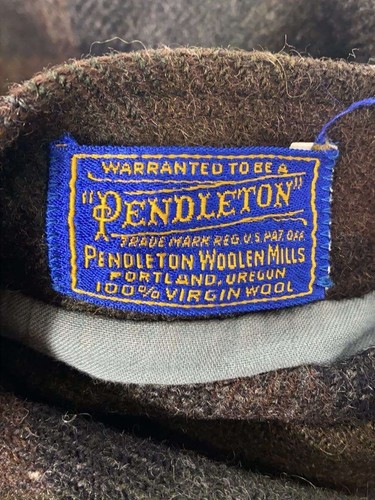 WARRANTED TO BE A
"PENDLETON"
TRADE MARK REG U.S. PAT. OFF.
PENDLETON WOOLEN MILLS
PORTLAND, OREGON
100% VIRGIN WOOL